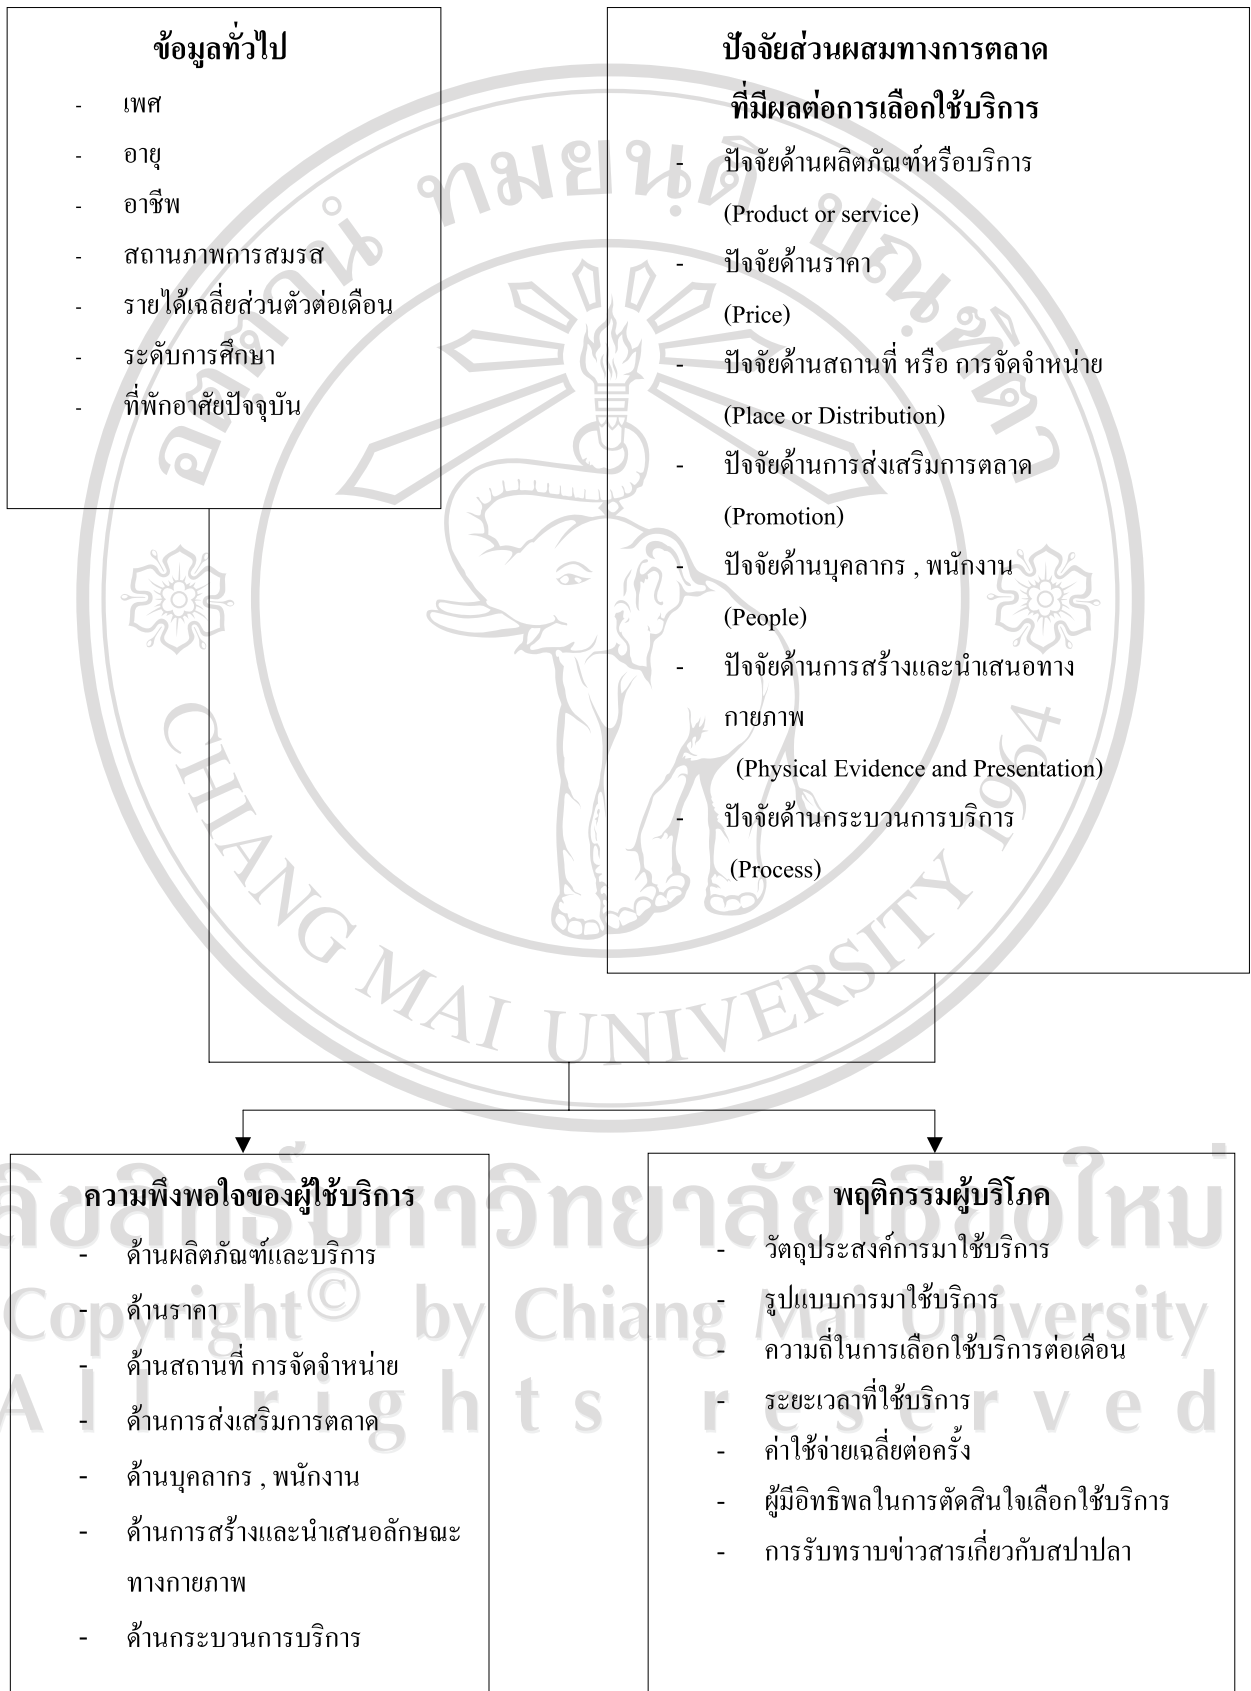 ข้อมูลทั่วไป
- เพศ
- อายุ
- อาชีพ
- สถานภาพการสมรส
- รายได้เฉลี่ยส่วนตัวต่อเดือน
- ระดับการศึกษา
- ที่พักอาศัยปัจจุบัน
ปัจจัยส่วนผสมทางการตลาด
ที่มีผลต่อการเลือกใช้บริการ
- ปัจจัยด้านผลิตภัณฑ์หรือบริการ
(Product or service)
- ปัจจัยด้านราคา
(Price)
- ปัจจัยด้านสถานที่ หรือ การจัดจำหน่าย
(Place or Distribution)
- ปัจจัยด้านการส่งเสริมการตลาด
(Promotion)
- ปัจจัยด้านบุคลากร , พนักงาน
(People)
- ปัจจัยด้านการสร้างและนำเสนอทาง
กายภาพ
(Physical Evidence and Presentation)
- ปัจจัยด้านกระบวนการบริการ
(Process)
ความพึงพอใจของผู้ใช้บริการ
- ด้านผลิตภัณฑ์และบริการ
- ด้านราคา
- ด้านสถานที่ การจัดจำหน่าย
- ด้านการส่งเสริมการตลาด
- ด้านบุคลากร , พนักงาน
- ด้านการสร้างและนำเสนอลักษณะ
ทางกายภาพ
- ด้านกระบวนการบริการ
พฤติกรรมผู้บริโภค
- วัตถุประสงค์การมาใช้บริการ
- รูปแบบการมาใช้บริการ
- ความถี่ในการเลือกใช้บริการต่อเดือน
- ระยะเวลาที่ใช้บริการ
- ค่าใช้จ่ายเฉลี่ยต่อครั้ง
- ผู้มีอิทธิพลในการตัดสินใจเลือกใช้บริการ
- การรับทราบข่าวสารเกี่ยวกับสปาปลา
อตฺตานํ ทมยนฺติ ปณฺฑิตา
CHIANG MAI UNIVERSITY 1964
ลิขสิทธิ์มหาวิทยาลัยเชียงใหม่
Copyright© by Chiang Mai University
All rights reserved